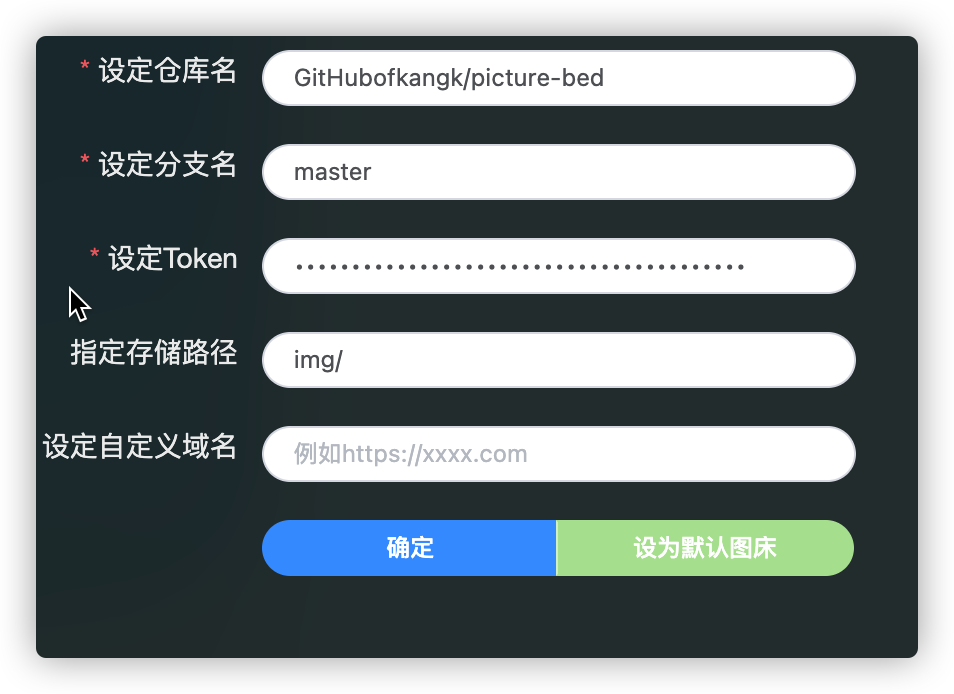 * 设定仓库名 GitHubofkangk/picture-bed
* 设定分支名 master
* 设定Token ••••••••••••••••••••••••••••••••••••••••
指定存储路径 img/
设定自定义域名 例如https://xxxx.com
确定 设为默认图床